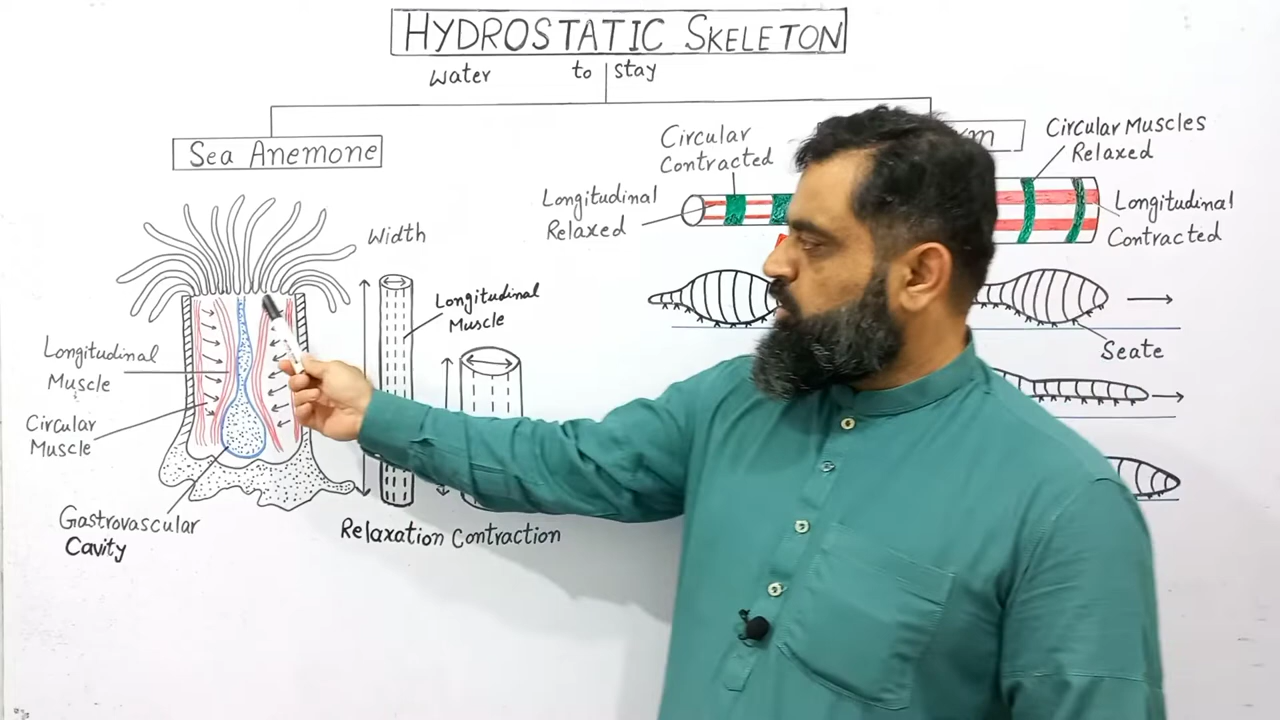 HYDROSTATIC SKELETON
water to stay
Sea Anemone
Width
Longitudinal
Muscle
Longitudinal
Muscle
Circular
Muscle
Gastrovascular
Cavity
Relaxation Contraction
Circular
Contracted
Longitudinal
Relaxed
Circular Muscles
Relaxed
Longitudinal
Contracted
Seate